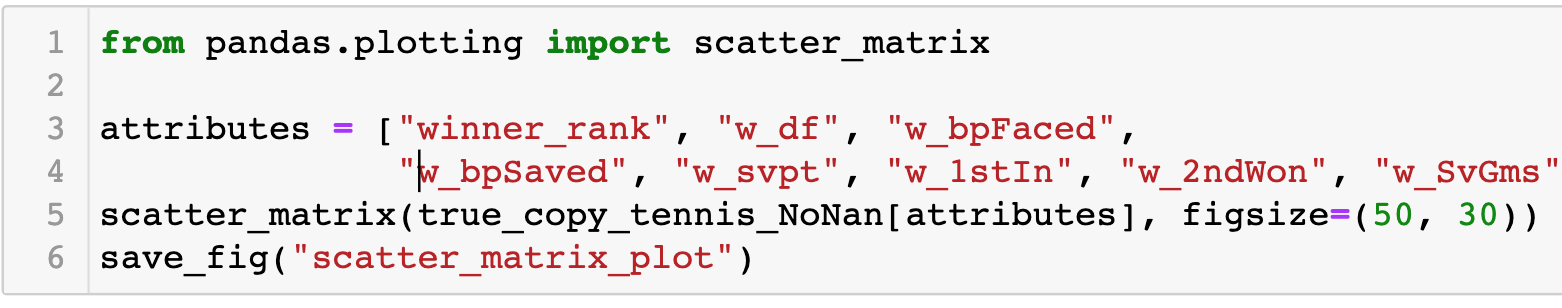 1 from pandas.plotting import scatter_matrix
2
3 attributes = ["winner_rank", "w_df", "w_bpFaced",
4 "w_bpSaved", "w_svpt", "w_1stIn", "w_2ndWon", "w_SvGms"
5 scatter_matrix(true_copy_tennis_NoNan[attributes], figsize=(50, 30))
6 save_fig("scatter_matrix_plot")